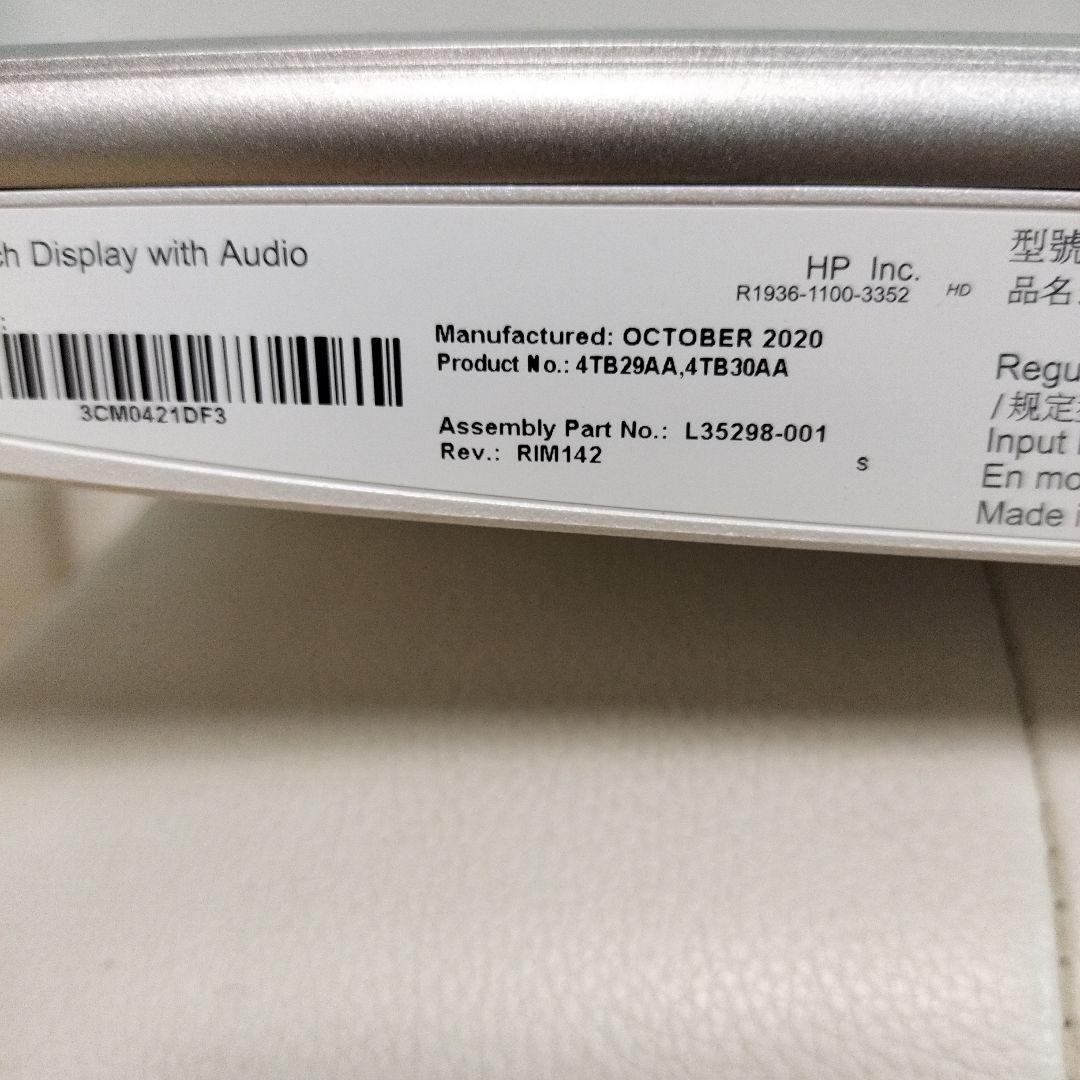 ch Display with Audio
3CM0421DF3
Manufactured: OCTOBER 2020
Product No.: 4TB29AA,4TB30AA
Assembly Part No.: L35298-001
Rev.: RIM142
S
HP Inc.
R1936-1100-3352
HD
型號
品名
Regu
/规定
Input
En mo
Made i